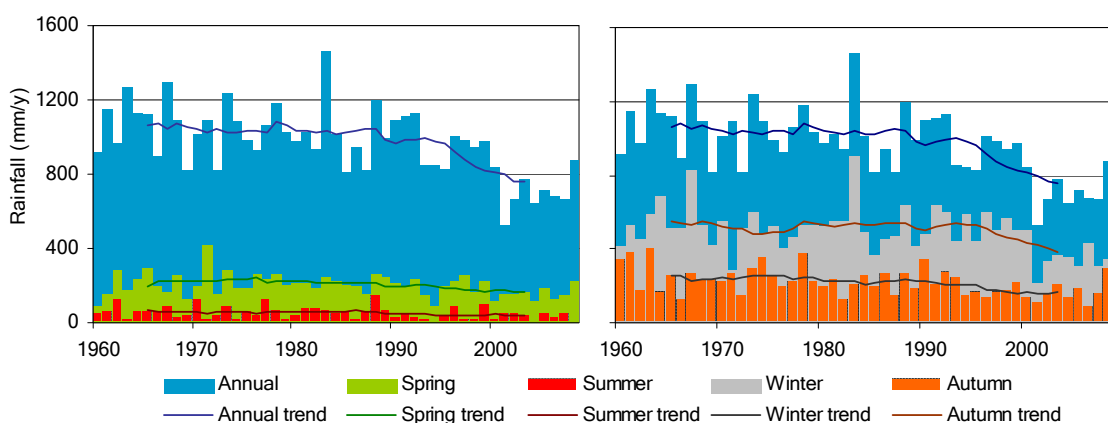 Rainfall (mm/y)
1600
1200
800
400
0
1960 1970 1980 1990 2000
1960 1970 1980 1990 2000
Annual Spring Summer Winter Autumn
Annual trend Spring trend Summer trend Winter trend Autumn trend